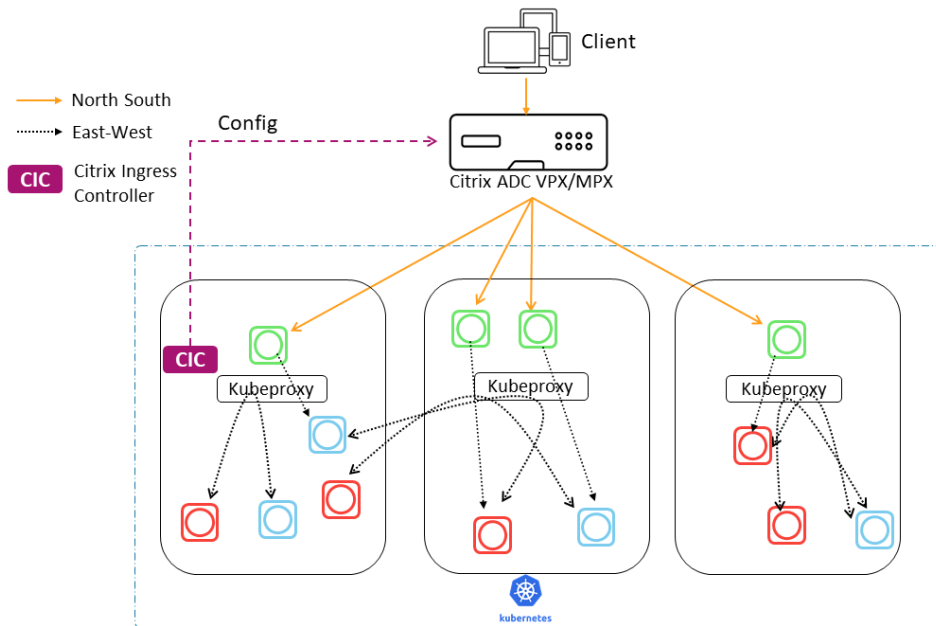 Client
North South
East-West
Config
CIC
Citrix Ingress
Controller
Citrix ADC VPX/MPX
CIC
Kubeproxy
Kubeproxy
Kubeproxy
kubernetes